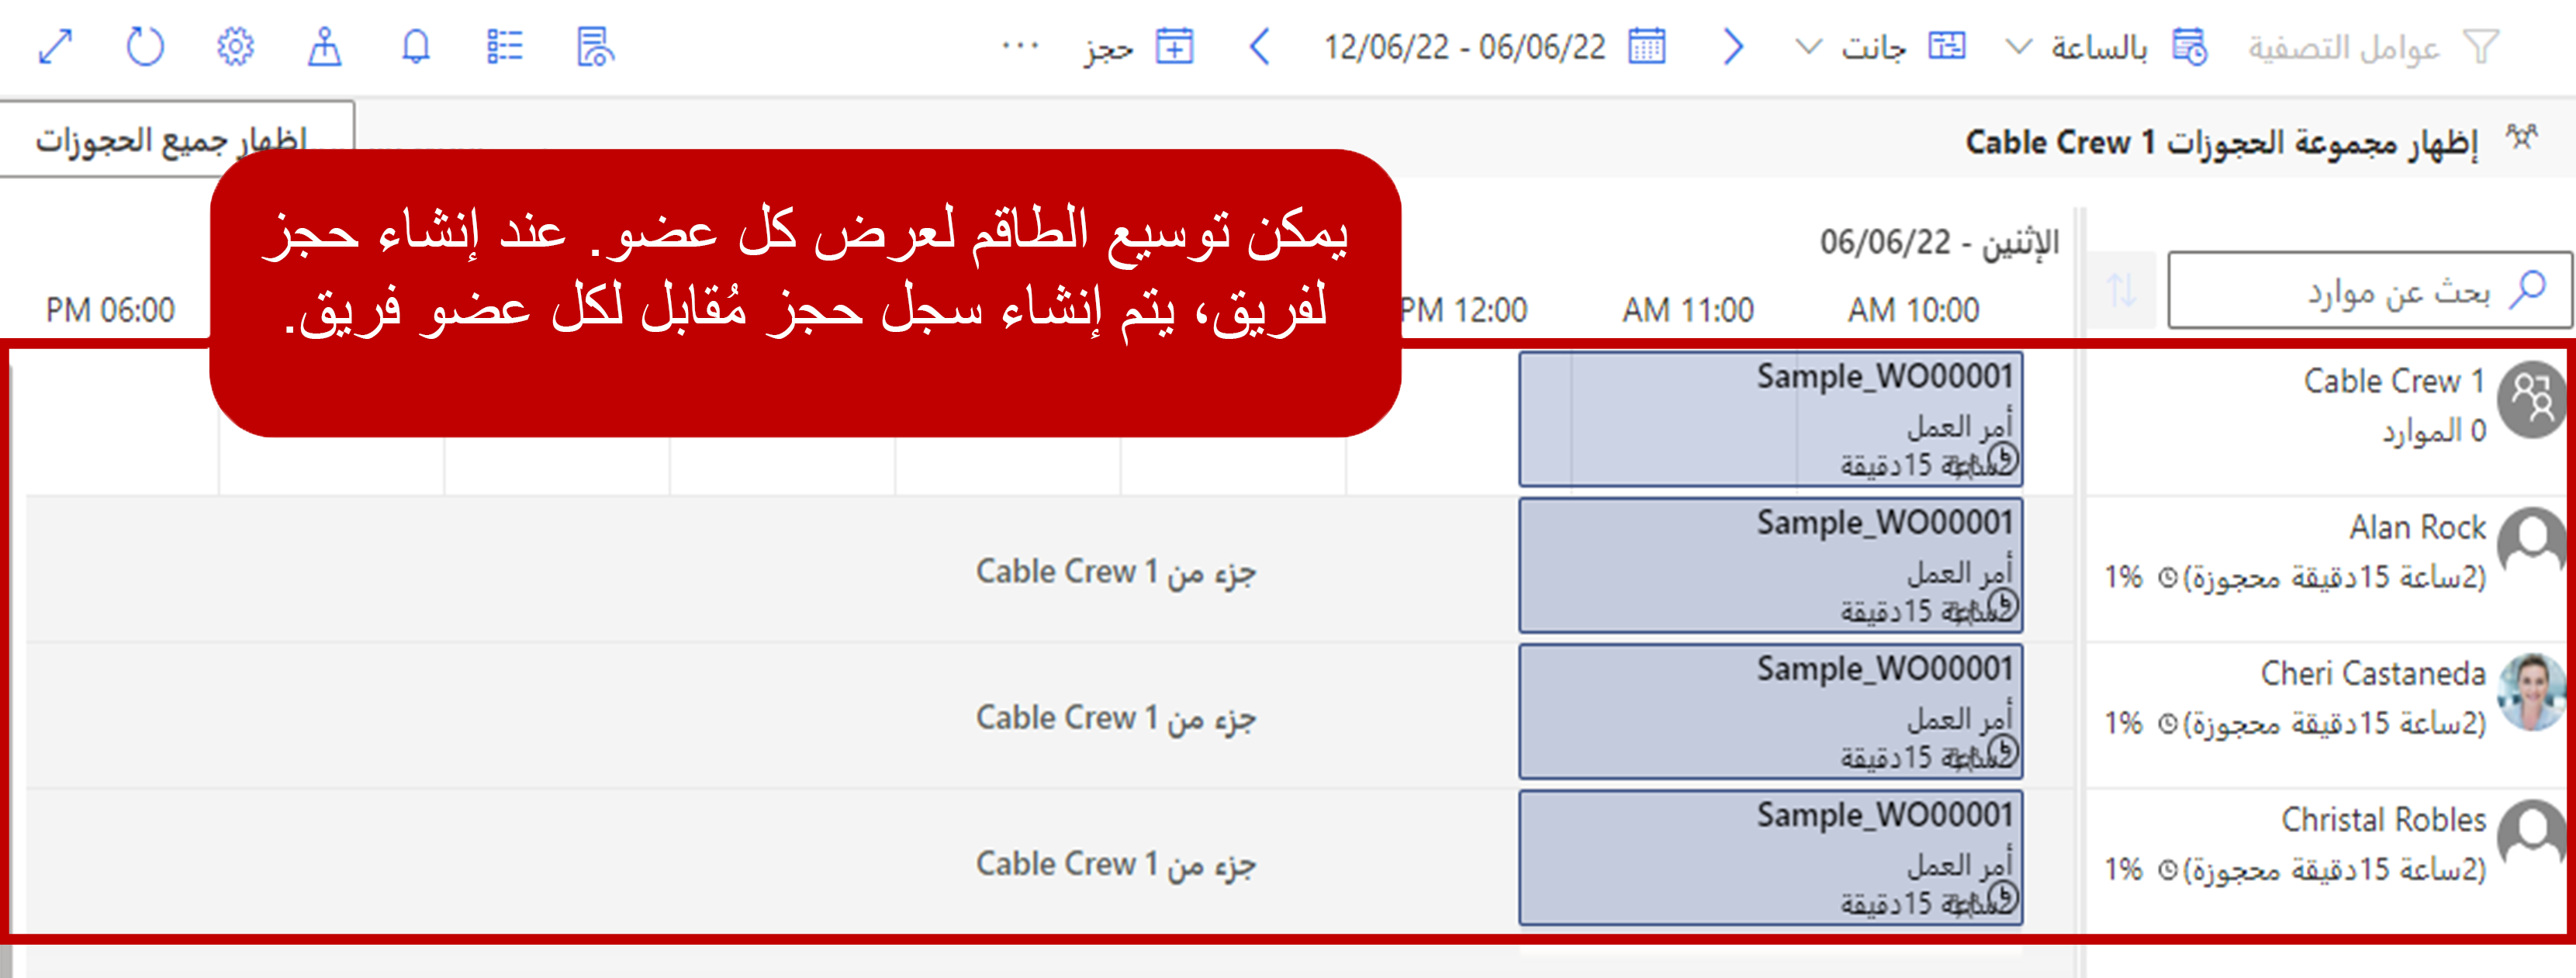 عوامل التصفية
بالساعة
جانت
12/06/22 - 06/06/22
حجز
إظهار مجموعة الحجوزات Cable Crew 1
إظهار جميع الحجوزات
يمكن توسيع الطاقم لعرض كل عضو. عند إنشاء حجز
لفريق، يتم إنشاء سجل حجز مُقابل لكل عضو فريق.
بحث عن موارد
الإثنين - 06/06/22
AM 10:00
AM 11:00
PM 12:00
PM 06:00
Cable Crew 1
0 الموارد
Sample_WO00001
أمر العمل
2ساعة 15دقيقة
Alan Rock
(2ساعة 15دقيقة محجوزة) 1%
Sample_WO00001
أمر العمل
2ساعة 15دقيقة
جزء من Cable Crew 1
Cheri Castaneda
(2ساعة 15دقيقة محجوزة) 1%
Sample_WO00001
أمر العمل
2ساعة 15دقيقة
جزء من Cable Crew 1
Christal Robles
(2ساعة 15دقيقة محجوزة) 1%
Sample_WO00001
أمر العمل
2ساعة 15دقيقة
جزء من Cable Crew 1